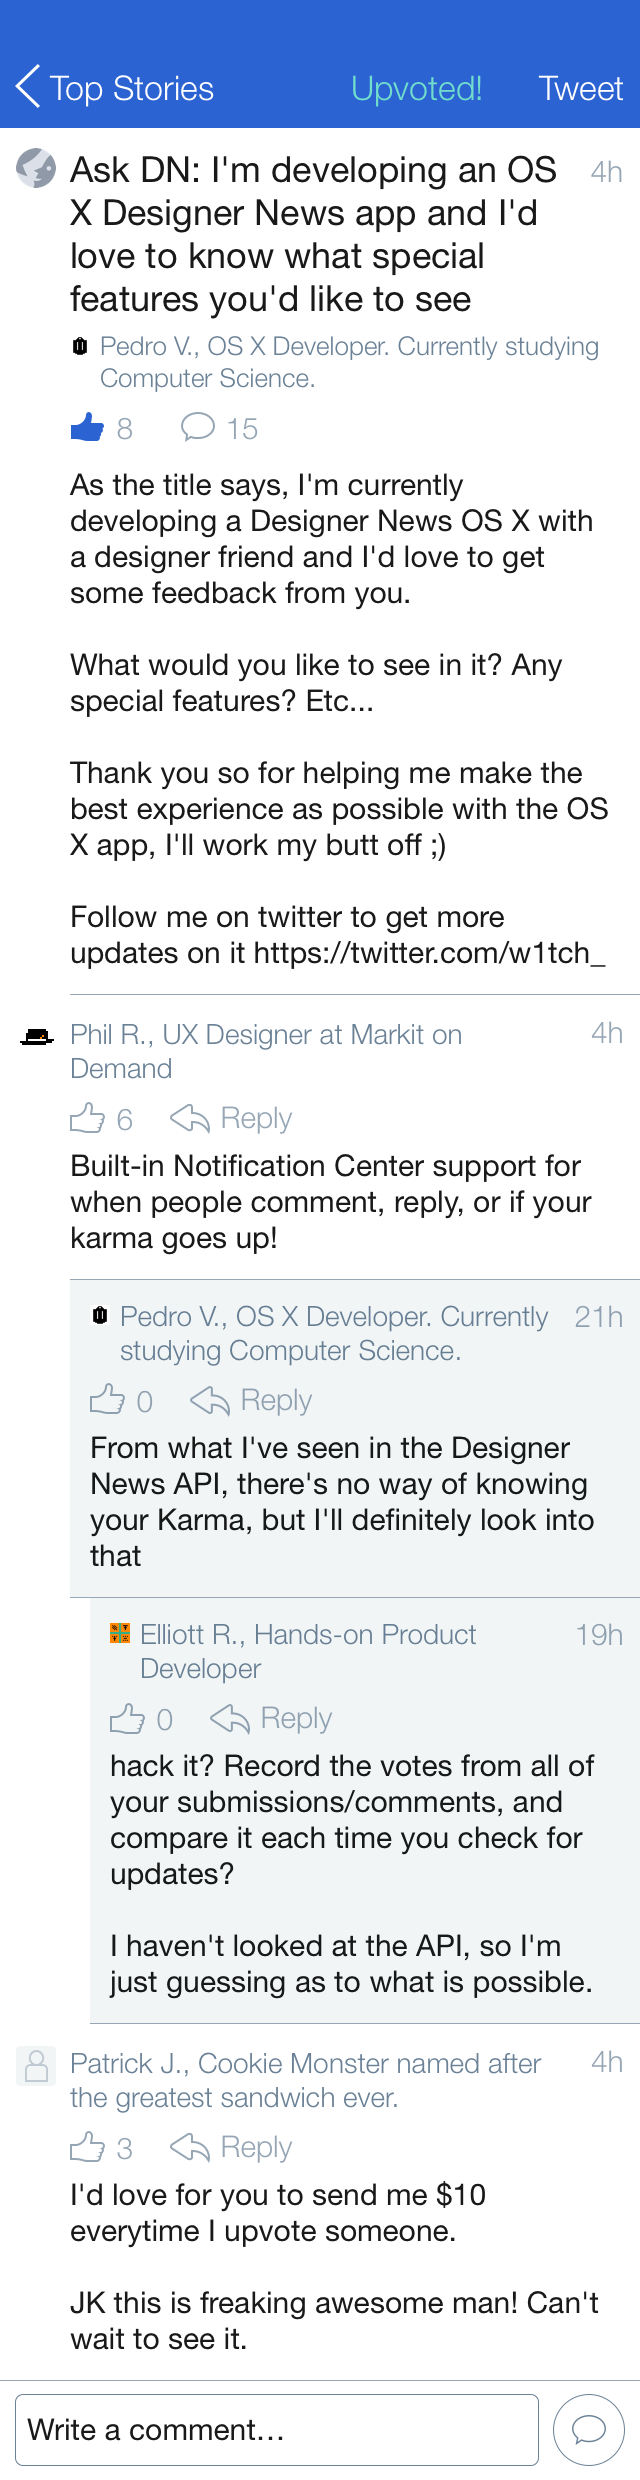 Top Stories Upvoted! Tweet
Ask DN: I'm developing an OS 4h
X Designer News app and I'd
love to know what special
features you'd like to see
Pedro V., OS X Developer. Currently studying
Computer Science.
8 15
As the title says, I'm currently
developing a Designer News OS X with
a designer friend and I'd love to get
some feedback from you.
What would you like to see in it? Any
special features? Etc...
Thank you so for helping me make the
best experience as possible with the OS
X app, I'll work my butt off ;)
Follow me on twitter to get more
updates on it https://twitter.com/w1tch_
Phil R., UX Designer at Markit on 4h
Demand
6 Reply
Built-in Notification Center support for
when people comment, reply, or if your
karma goes up!
Pedro V., OS X Developer. Currently 21h
studying Computer Science.
0 Reply
From what I've seen in the Designer
News API, there's no way of knowing
your Karma, but I'll definitely look into
that
Elliott R., Hands-on Product 19h
Developer
0 Reply
hack it? Record the votes from all of
your submissions/comments, and
compare it each time you check for
updates?
I haven't looked at the API, so I'm
just guessing as to what is possible.
Patrick J., Cookie Monster named after 4h
the greatest sandwich ever.
3 Reply
I'd love for you to send me $10
everytime I upvote someone.
JK this is freaking awesome man! Can't
wait to see it.
Write a comment...